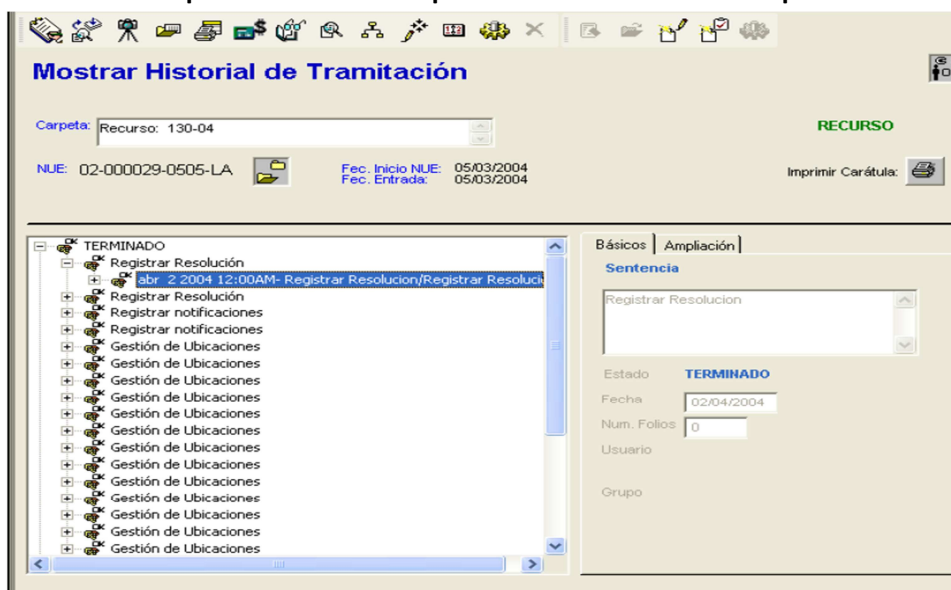 Mostrar Historial de Tramitación
Carpeta: Recurso: 130-04
RECURSO
NUE: 02-000029-0505-LA
Fec. Inicio NUE: 05/03/2004
Fec. Entrada: 05/03/2004
Imprimir Carátula:
TERMINADO
Registrar Resolución
abr 2 2004 12:00AM- Registrar Resolucion/Registrar
Registrar Resolución
Registrar notificaciones
Registrar notificaciones
Gestión de Ubicaciones
Gestión de Ubicaciones
Gestión de Ubicaciones
Gestión de Ubicaciones
Gestión de Ubicaciones
Gestión de Ubicaciones
Gestión de Ubicaciones
Gestión de Ubicaciones
Gestión de Ubicaciones
Gestión de Ubicaciones
Gestión de Ubicaciones
Gestión de Ubicaciones
Gestión de Ubicaciones
Básicos Ampliación
Sentencia
Registrar Resolucion
Estado TERMINADO
Fecha 02/04/2004
Num. Folios 0
Usuario
Grupo